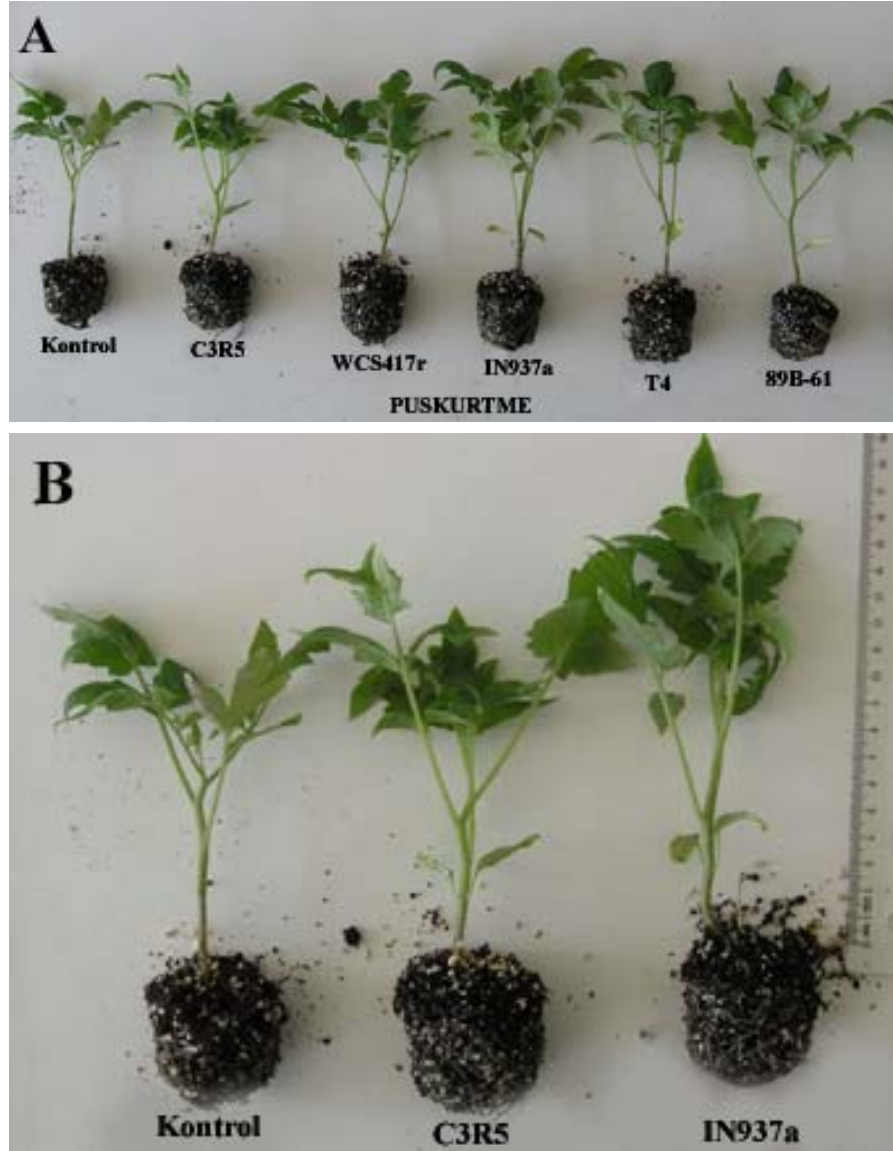 A
Kontrol
C3R5
WCS417r
IN937a
T4
89B-61
PUSKURTME
B
Kontrol
C3R5
IN937a